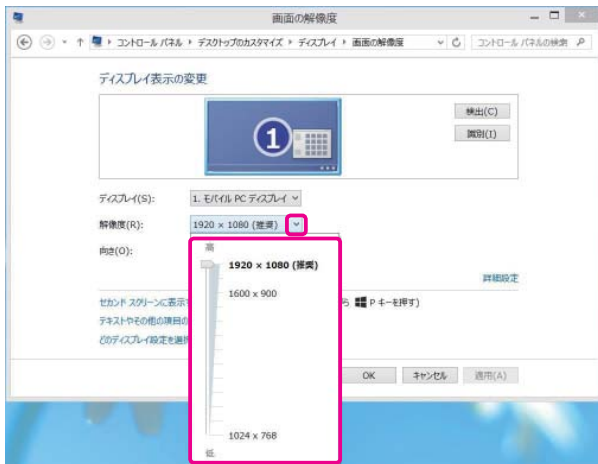 画面の解像度
コントロール パネル ▸ デスクトップのカスタマイズ ▸ ディスプレイ ▸ 画面の解像度
コントロール パネルの検索
ディスプレイ表示の変更
1
検出(C)
識別(I)
ディスプレイ(S):
1. モバイル PC ディスプレイ
解像度(R):
1920 × 1080 (推奨)
向き(O):
高
1920 × 1080 (推奨)
1600 x 900
1024 x 768
低
詳細設定
セカンド スクリーンに表示
P キーを押す)
テキストやその他の項目の
どのディスプレイ設定を選択
OK
キャンセル
適用(A)